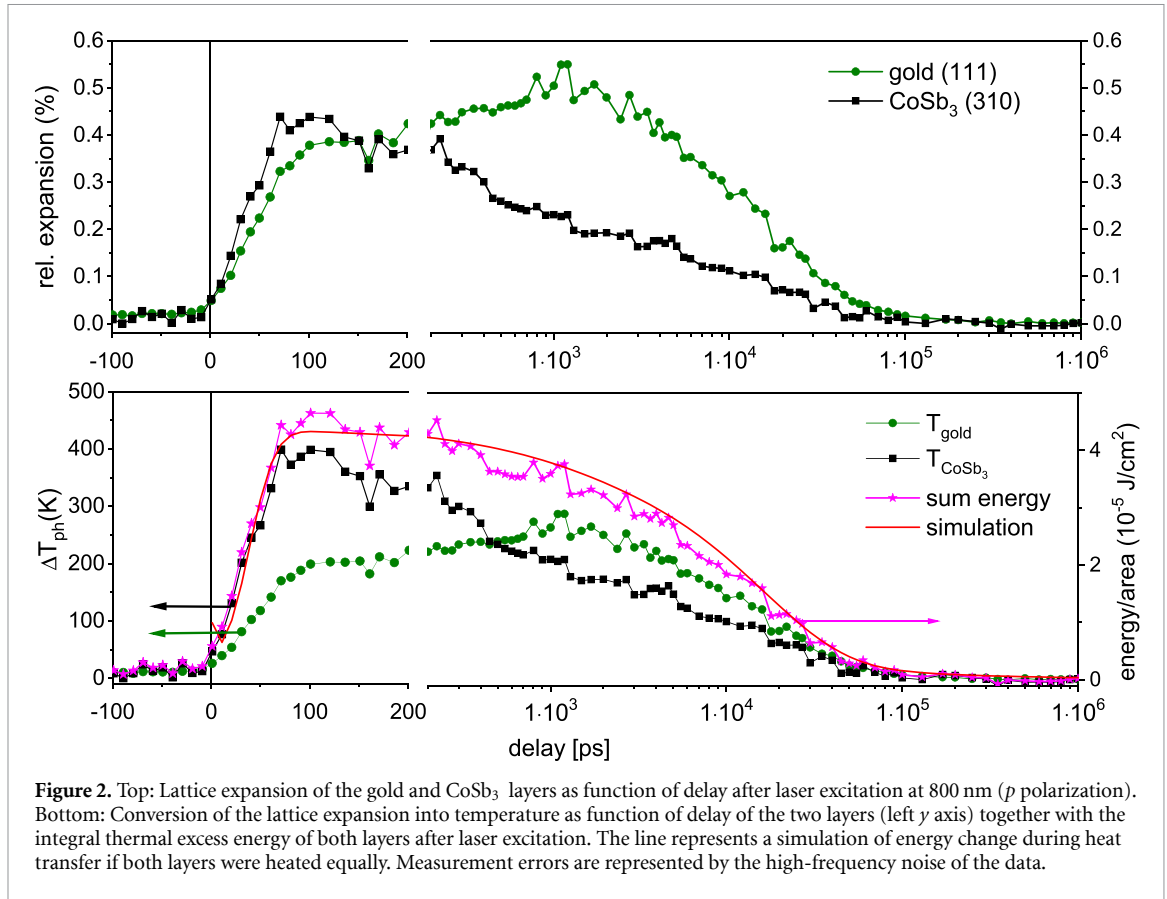 0.6
0.5
0.4
0.3
0.2
0.1
0.0
rel. expansion (%)
gold (111)
CoSb3 (310)
0.6
0.5
0.4
0.3
0.2
0.1
0.0
-100 0 100 200 1·10³ 1·10⁴ 1·10⁵ 1·10⁶
500
400
300
200
100
0
ΔTph(K)
Tgold
TCoSb3
sum energy
simulation
4
2
0
energy/area (10⁻⁵ J/cm²)
-100 0 100 200 1·10³ 1·10⁴ 1·10⁵ 1·10⁶
delay [ps]
Figure 2. Top: Lattice expansion of the gold and CoSb3 layers as function of delay after laser excitation at 800 nm (p polarization).
Bottom: Conversion of the lattice expansion into temperature as function of delay of the two layers (left y axis) together with the
integral thermal excess energy of both layers after laser excitation. The line represents a simulation of energy change during heat
transfer if both layers were heated equally. Measurement errors are represented by the high-frequency noise of the data.